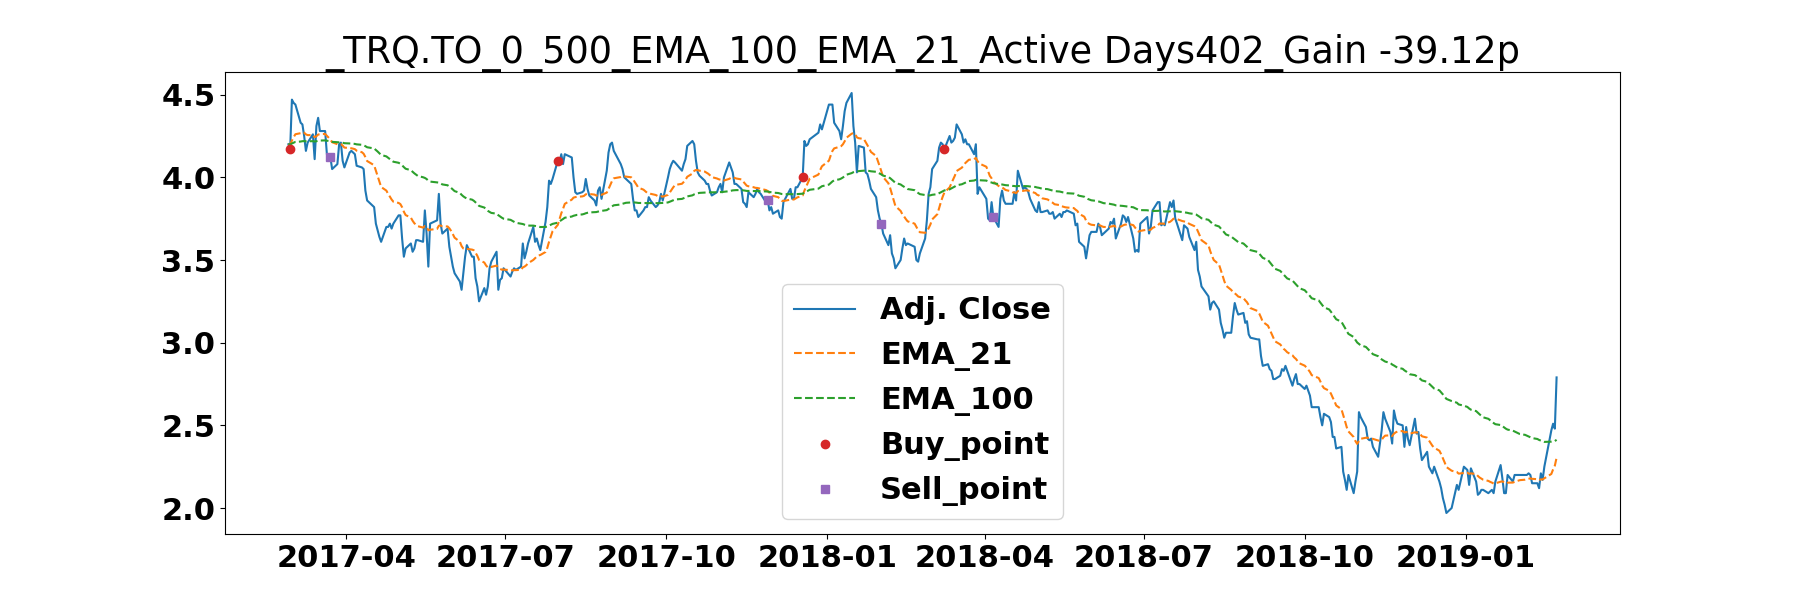 _TRQ.TO_0_500_EMA_100_EMA_21_Active Days402_Gain -39.12p
4.5
4.0
3.5
3.0
2.5
2.0
Adj. Close
EMA_21
EMA_100
Buy_point
Sell_point
2017-04 2017-07 2017-10 2018-01 2018-04 2018-07 2018-10 2019-01